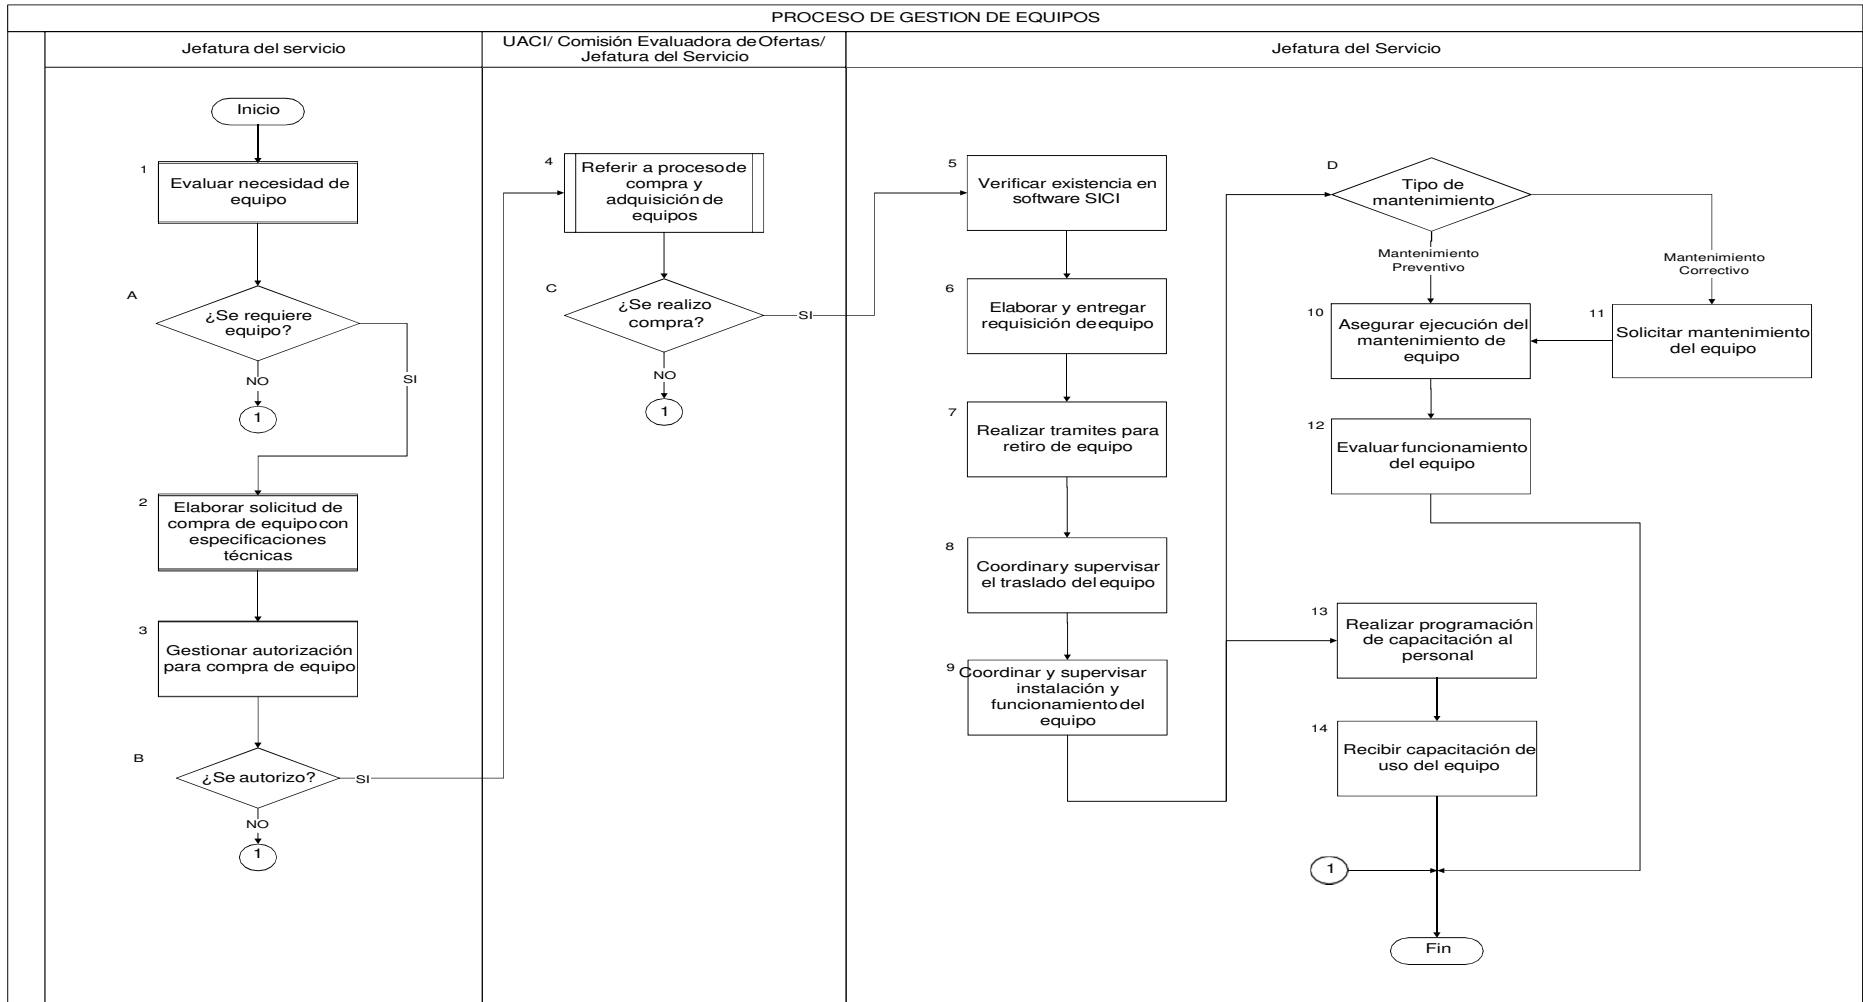 PROCESO DE GESTION DE EQUIPOS
Jefatura del servicio
UACI/ Comisión Evaluadora de Ofertas/
Jefatura del Servicio
Jefatura del Servicio
Inicio
1
Evaluar necesidad de
equipo
A
¿Se requiere
equipo?
NO
SI
1
2
Elaborar solicitud de
compra de equipo con
especificaciones
técnicas
3
Gestionar autorización
para compra de equipo
B
¿Se autorizo?
SI
NO
1
4
Referir a proceso de
compra y
adquisición de
equipos
C
¿Se realizo
compra?
SI
NO
1
5
Verificar existencia en
software SICI
6
Elaborar y entregar
requisición de equipo
7
Realizar tramites para
retiro de equipo
8
Coordinar y supervisar
el traslado del equipo
9
Coordinar y supervisar
instalación y
funcionamiento del
equipo
D
Tipo de
mantenimiento
Mantenimiento
Preventivo
Mantenimiento
Correctivo
10
Asegurar ejecución del
mantenimiento de
equipo
11
Solicitar mantenimiento
del equipo
12
Evaluar funcionamiento
del equipo
13
Realizar programación
de capacitación al
personal
14
Recibir capacitación de
uso del equipo
1
Fin